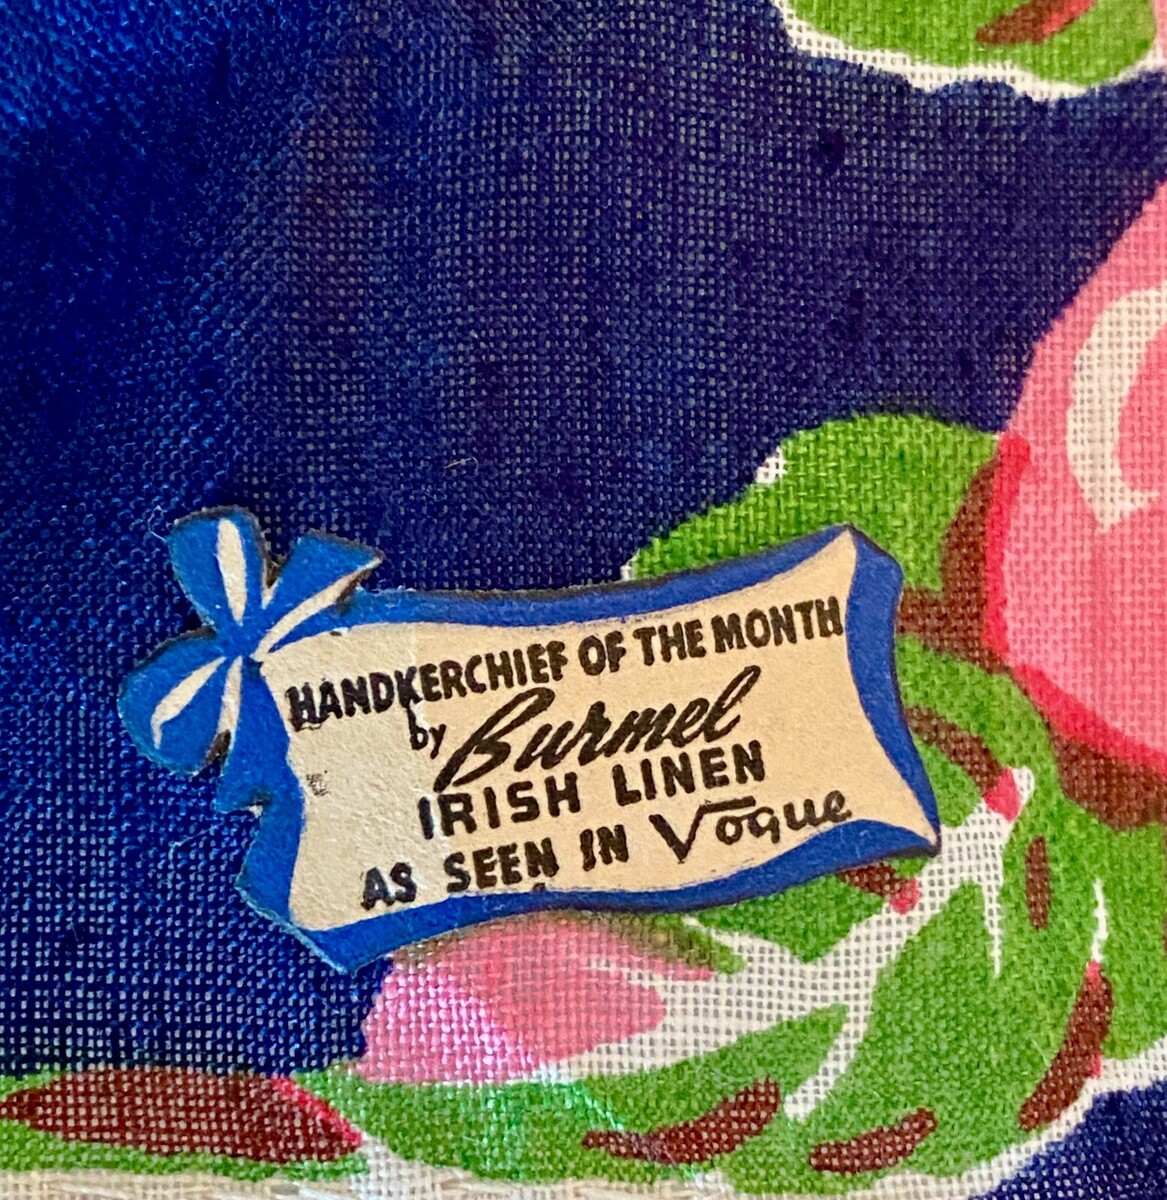 HANDKERCHIEF OF THE MONTH
by Burmel
IRISH LINEN
AS SEEN IN Vogue